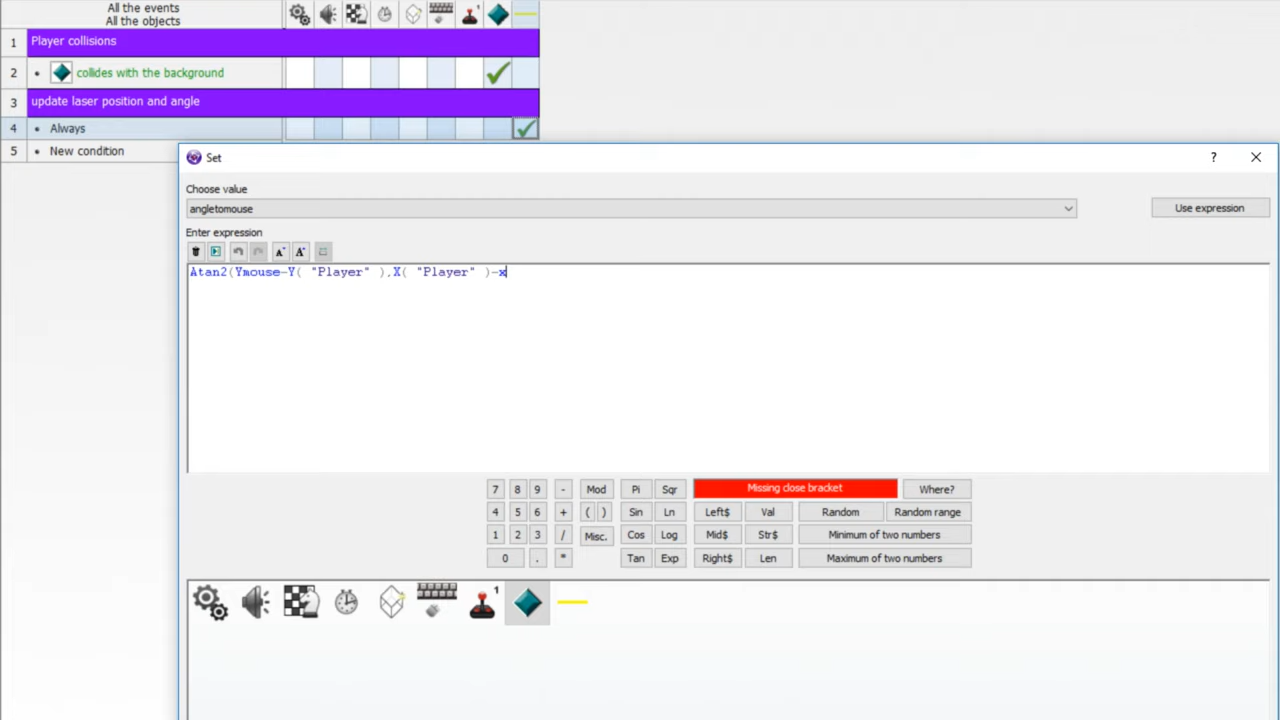 All the events
All the objects
1 Player collisions
2 • collides with the background
3 update laser position and angle
4 • Always
5 • New condition
Set
? ×
Choose value
angletomouse
Use expression
Enter expression
A A
Atan2(Ymouse-Y( "Player" ),X( "Player" )-x
7 8 9 - Mod Pi Sqr Missing close bracket Where?
4 5 6 + ( ) Sin Ln Left$ Val Random Random range
1 2 3 / Misc. Cos Log Mid$ Str$ Minimum of two numbers
0 . * Tan Exp Right$ Len Maximum of two numbers
1